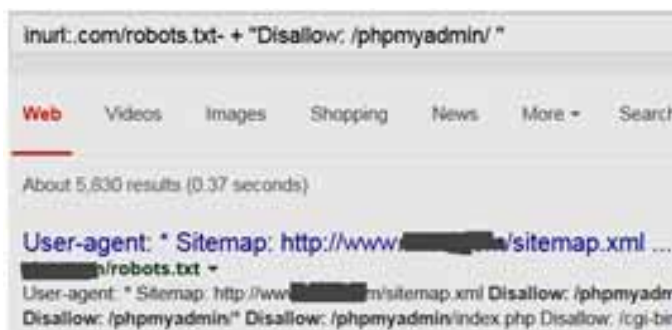 inurl:.com/robots.txt- + "Disallow: /phpmyadmin/ "
Web Videos Images Shopping News More Search
About 5,630 results (0.37 seconds)
User-agent: * Sitemap: http://www /sitemap.xml ...
/robots.txt
User-agent: * Sitemap: http://ww m/sitemap.xml Disallow: /phpmyadm
Disallow: /phpmyadmin/* Disallow: /phpmyadmin/index.php Disallow: /cgi-